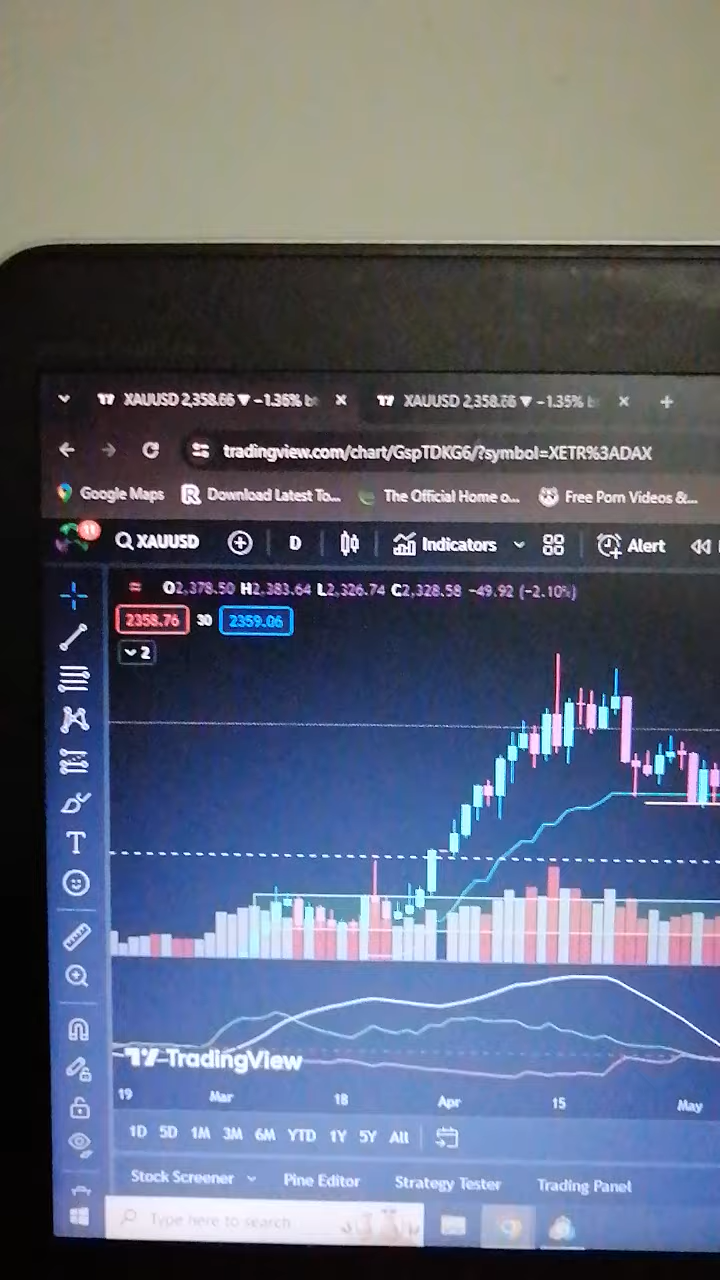 XAUUSD 2,358.66 ▼ −1.36% XAUUSD 2,358.66 ▼ −1.35%
tradingview.com/chart/GspTDKG6/?symbol=XETR%3ADAX
Google Maps Download Latest To... The Official Home o... Free Porn Videos &...
11
XAUUSD D Indicators Alert
O2,378.50 H2,383.64 L2,326.74 C2,328.58 −49.92 (−2.10%)
2358.76 30 2359.06
2
TradingView
19 Mar 18 Apr 15 May
1D 5D 1M 3M 6M YTD 1Y 5Y All
Stock Screener Pine Editor Strategy Tester Trading Panel
Type here to search